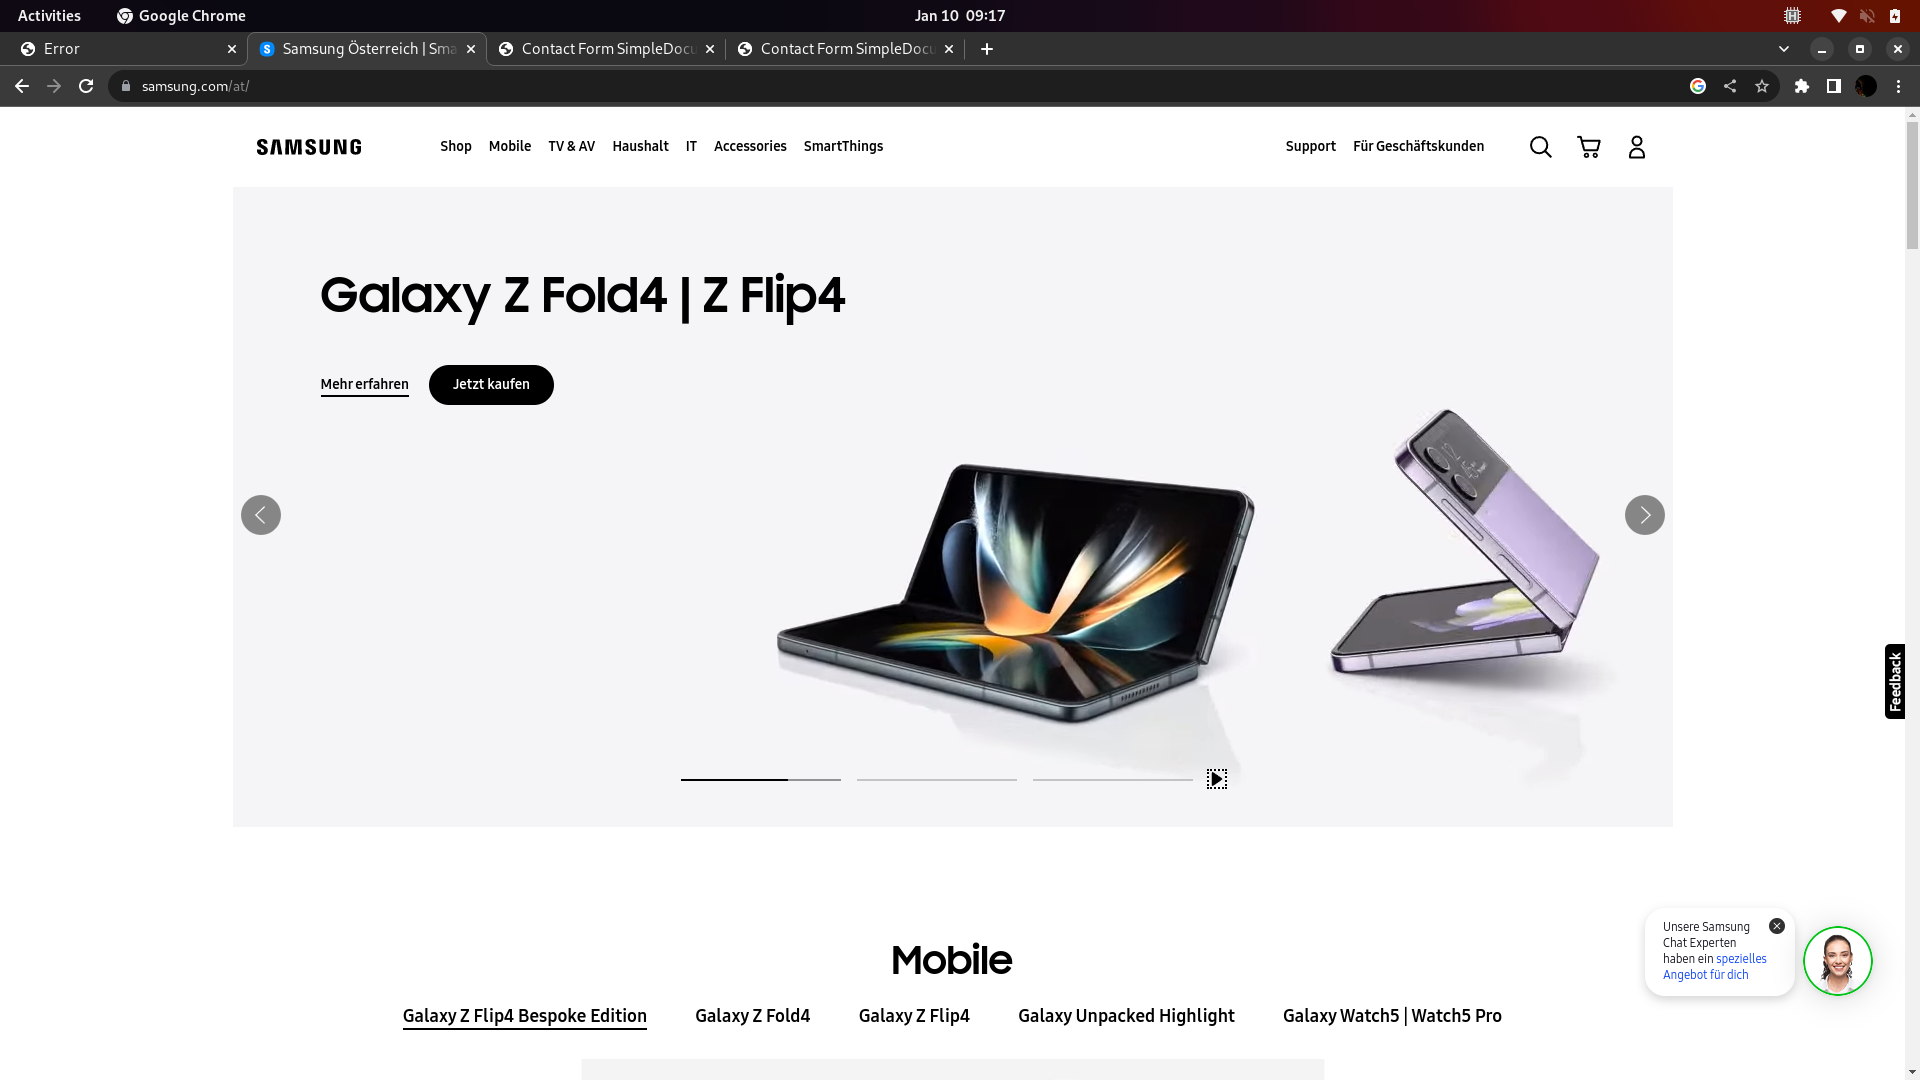 Activities
Google Chrome
Jan 10 09:17
Error
Samsung Österreich | Sma
Contact Form SimpleDocu
Contact Form SimpleDocu
samsung.com/at/
SAMSUNG
Shop
Mobile
TV & AV
Haushalt
IT
Accessories
SmartThings
Support
Für Geschäftskunden
Galaxy Z Fold4 | Z Flip4
Mehr erfahren
Jetzt kaufen
Feedback
Unsere Samsung
Chat Experten
haben ein spezielles
Angebot für dich
Mobile
Galaxy Z Flip4 Bespoke Edition
Galaxy Z Fold4
Galaxy Z Flip4
Galaxy Unpacked Highlight
Galaxy Watch5 | Watch5 Pro